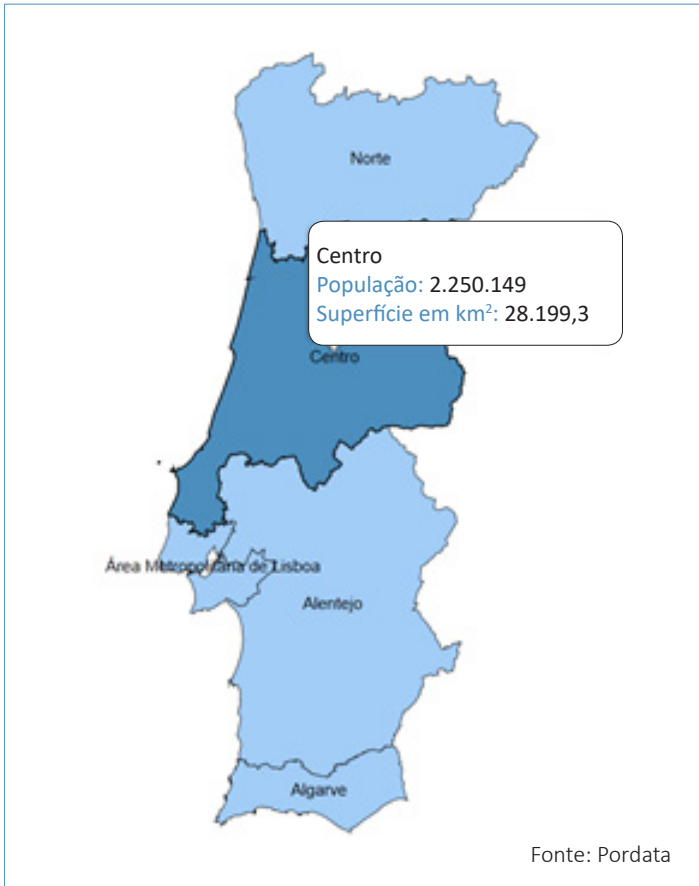 Norte
Centro
População: 2.250.149
Superfície em km²: 28.199,3
Centro
Área Metropolitana de Lisboa
Alentejo
Algarve
Fonte: Pordata